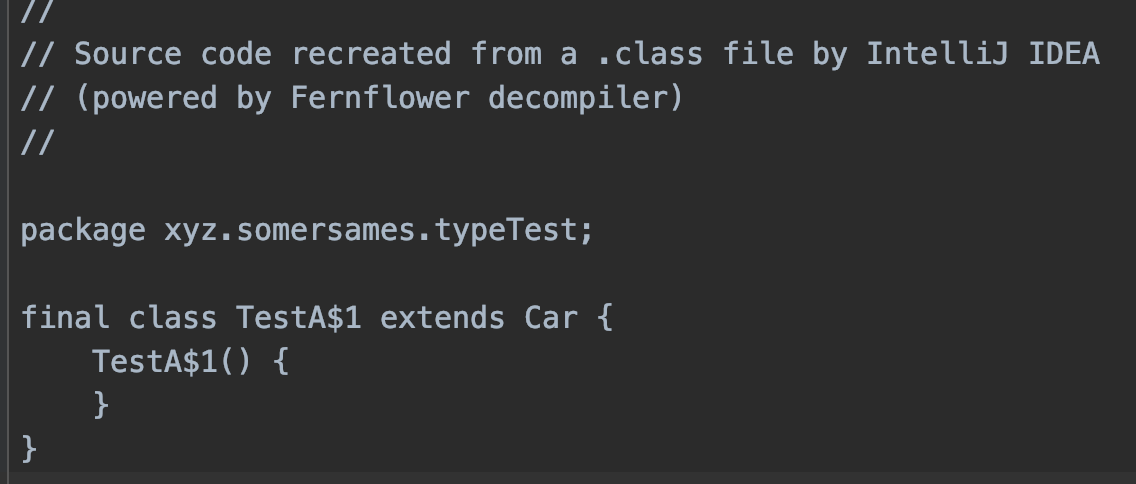 //
// Source code recreated from a .class file by IntelliJ IDEA
// (powered by Fernflower decompiler)
//
package xyz.somersames.typeTest;
final class TestA$1 extends Car {
    TestA$1() {
    }
}